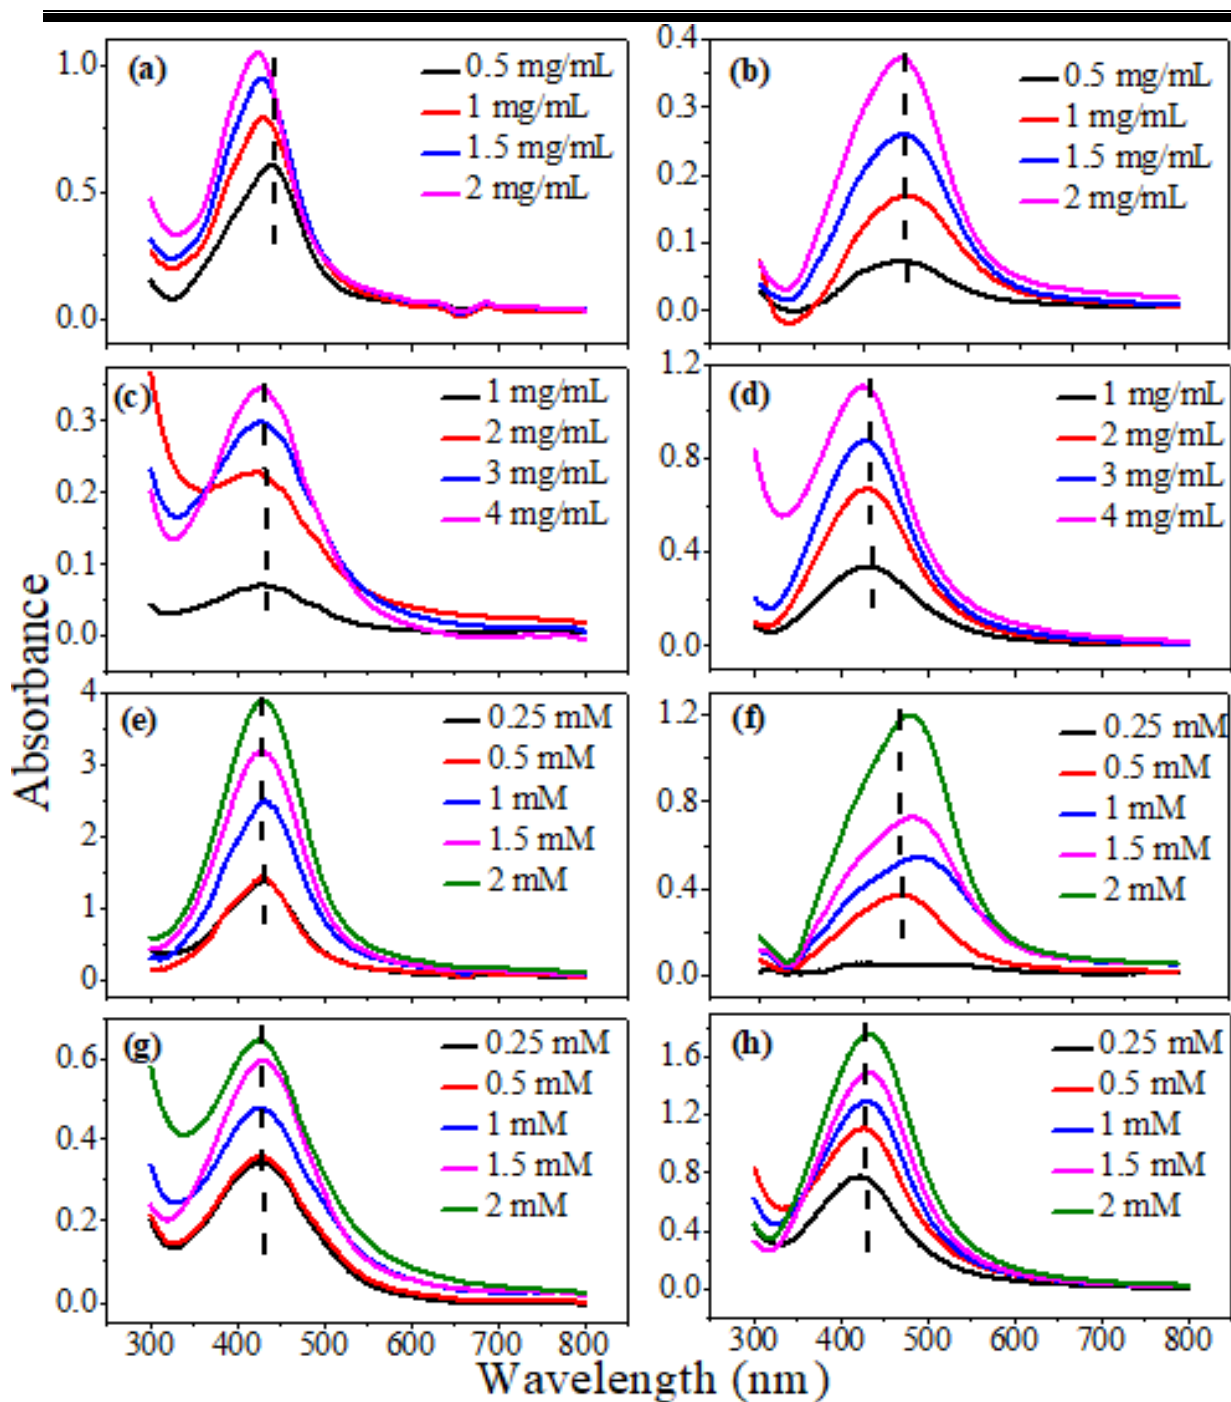 (a)
0.5 mg/mL
1 mg/mL
1.5 mg/mL
2 mg/mL
1.0
0.5
0.0
(b)
0.5 mg/mL
1 mg/mL
1.5 mg/mL
2 mg/mL
0.4
0.3
0.2
0.1
0.0
(c)
1 mg/mL
2 mg/mL
3 mg/mL
4 mg/mL
0.3
0.2
0.1
0.0
(d)
1 mg/mL
2 mg/mL
3 mg/mL
4 mg/mL
1.2
0.8
0.4
0.0
Absorbance
(e)
0.25 mM
0.5 mM
1 mM
1.5 mM
2 mM
4
3
2
1
0
(f)
0.25 mM
0.5 mM
1 mM
1.5 mM
2 mM
1.2
0.8
0.4
0.0
(g)
0.25 mM
0.5 mM
1 mM
1.5 mM
2 mM
0.6
0.4
0.2
0.0
300 400 500 600 700 800
(h)
0.25 mM
0.5 mM
1 mM
1.5 mM
2 mM
1.6
1.2
0.8
0.4
0.0
300 400 500 600 700 800
Wavelength (nm)